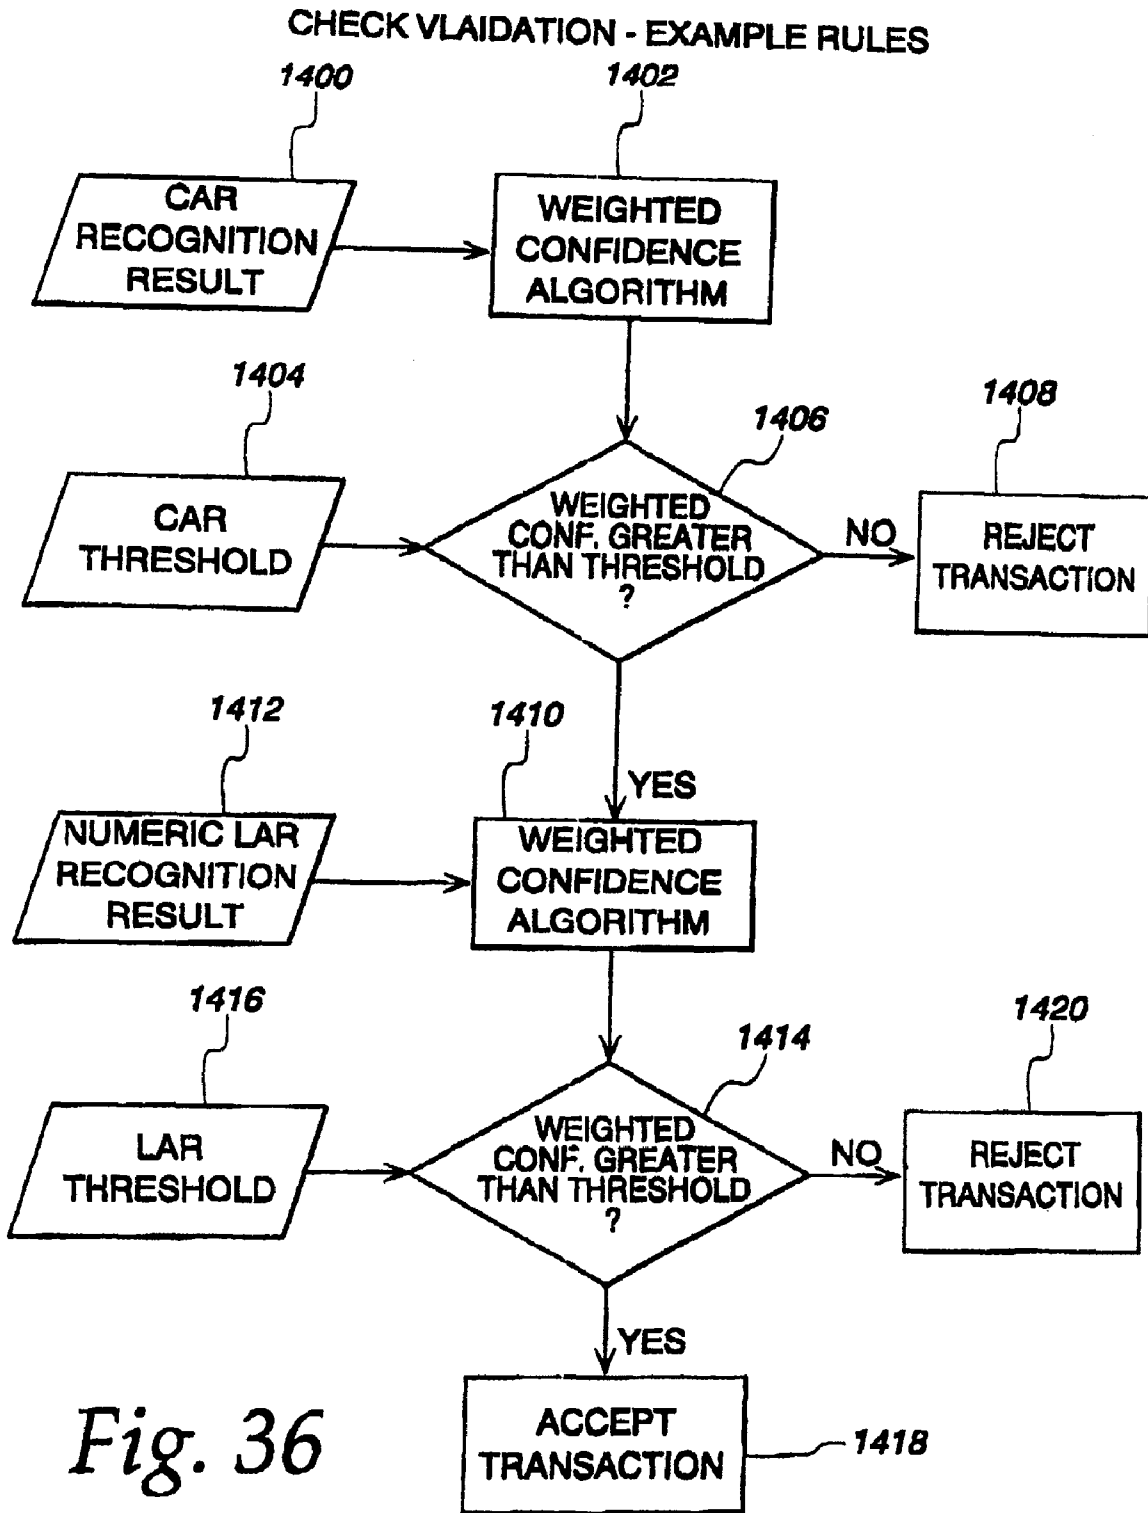 CHECK VLAIDATION - EXAMPLE RULES
1400
1402
CAR
RECOGNITION
RESULT
WEIGHTED
CONFIDENCE
ALGORITHM
1404
1406
1408
CAR
THRESHOLD
WEIGHTED
CONF. GREATER
THAN THRESHOLD
?
NO
REJECT
TRANSACTION
1412
1410
YES
NUMERIC LAR
RECOGNITION
RESULT
WEIGHTED
CONFIDENCE
ALGORITHM
1416
1414
1420
LAR
THRESHOLD
WEIGHTED
CONF. GREATER
THAN THRESHOLD
?
NO
REJECT
TRANSACTION
YES
ACCEPT
TRANSACTION
1418
Fig. 36